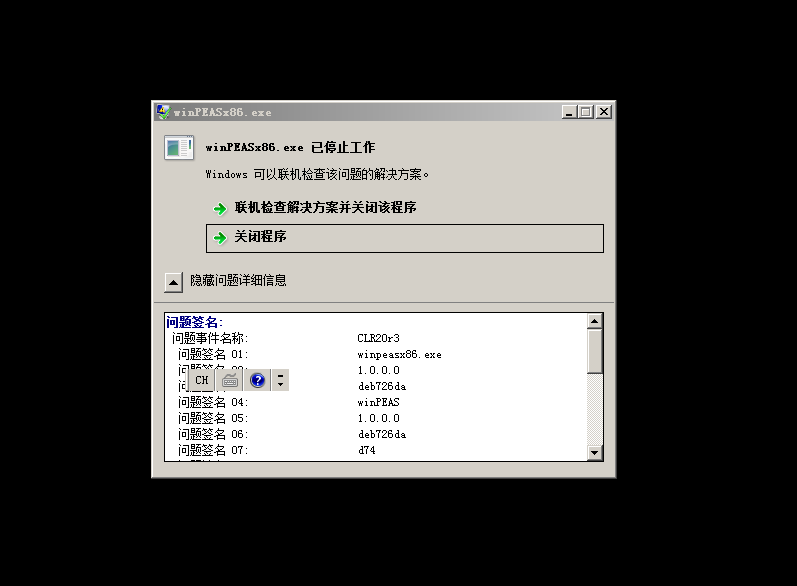 winPEASx86.exe
winPEASx86.exe 已停止工作
Windows 可以联机检查该问题的解决方案。
联机检查解决方案并关闭该程序
关闭程序
隐藏问题详细信息
问题签名:
问题事件名称: CLR20r3
问题签名 01: winpeasx86.exe
1.0.0.0
deb726da
CH
问题签名 04: winPEAS
问题签名 05: 1.0.0.0
问题签名 06: deb726da
问题签名 07: d74